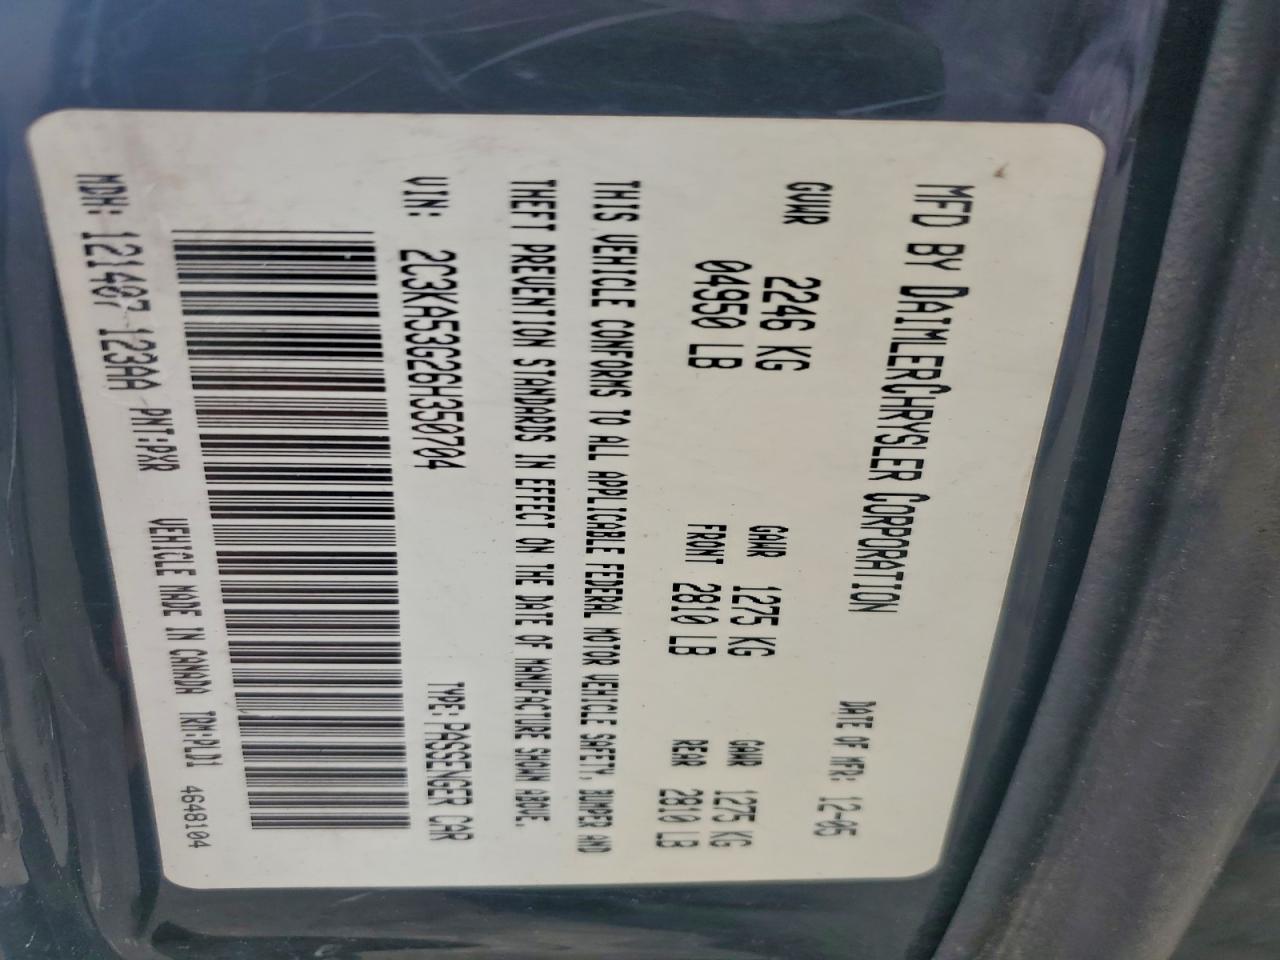 MFD BY DAIMLERCHRYSLER CORPORATION DATE OF MFR: 12-05
GVWR 2246 KG GAWR 1275 KG GAWR 1275 KG
04950 LB FRONT 2810 LB REAR 2810 LB
THIS VEHICLE CONFORMS TO ALL APPLICABLE FEDERAL MOTOR VEHICLE SAFETY, BUMPER AND
THEFT PREVENTION STANDARDS IN EFFECT ON THE DATE OF MANUFACTURE SHOWN ABOVE.
VIN: 2C3KA53G26H350704 TYPE: PASSENGER CAR
MDH: 121407 123AA PNT: PXR VEHICLE MADE IN CANADA TRM: PLD1 4648104